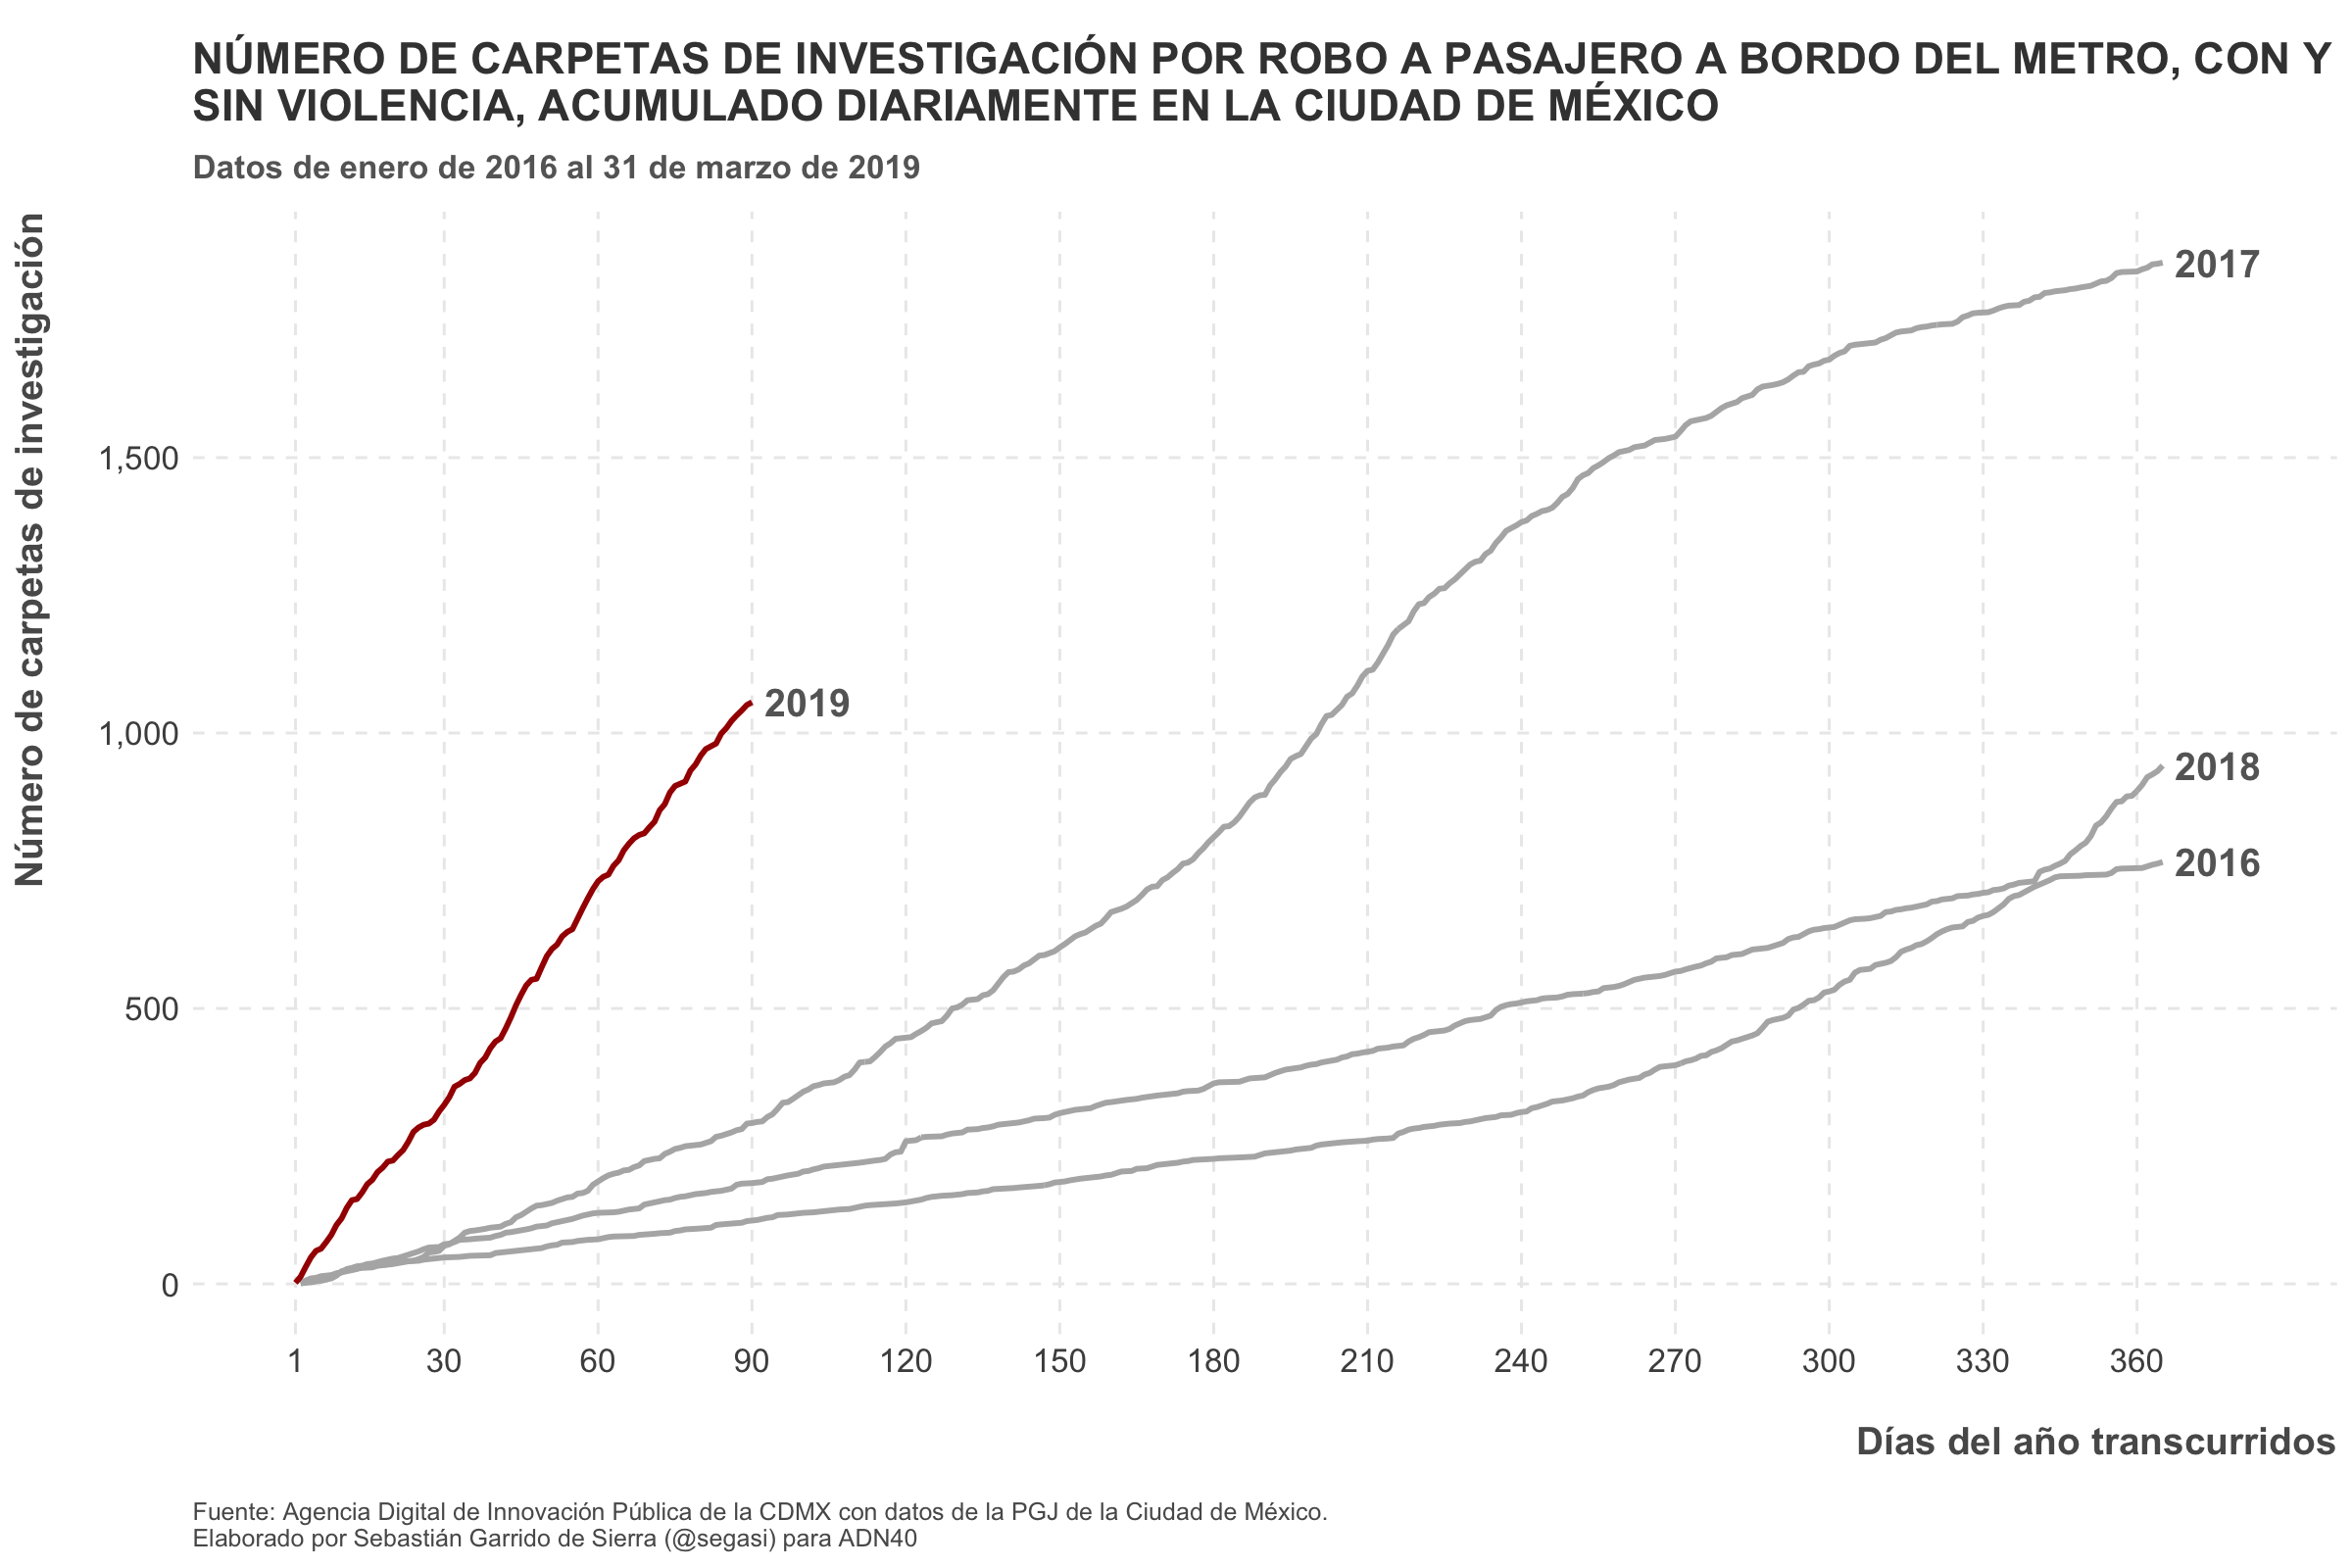 NÚMERO DE CARPETAS DE INVESTIGACIÓN POR ROBO A PASAJERO A BORDO DEL METRO, CON Y
SIN VIOLENCIA, ACUMULADO DIARIAMENTE EN LA CIUDAD DE MÉXICO
Datos de enero de 2016 al 31 de marzo de 2019
Número de carpetas de investigación
2017
1,500
2019
1,000
2018
2016
500
0
1 30 60 90 120 150 180 210 240 270 300 330 360
Días del año transcurridos
Fuente: Agencia Digital de Innovación Pública de la CDMX con datos de la PGJ de la Ciudad de México.
Elaborado por Sebastián Garrido de Sierra (@segasi) para ADN40